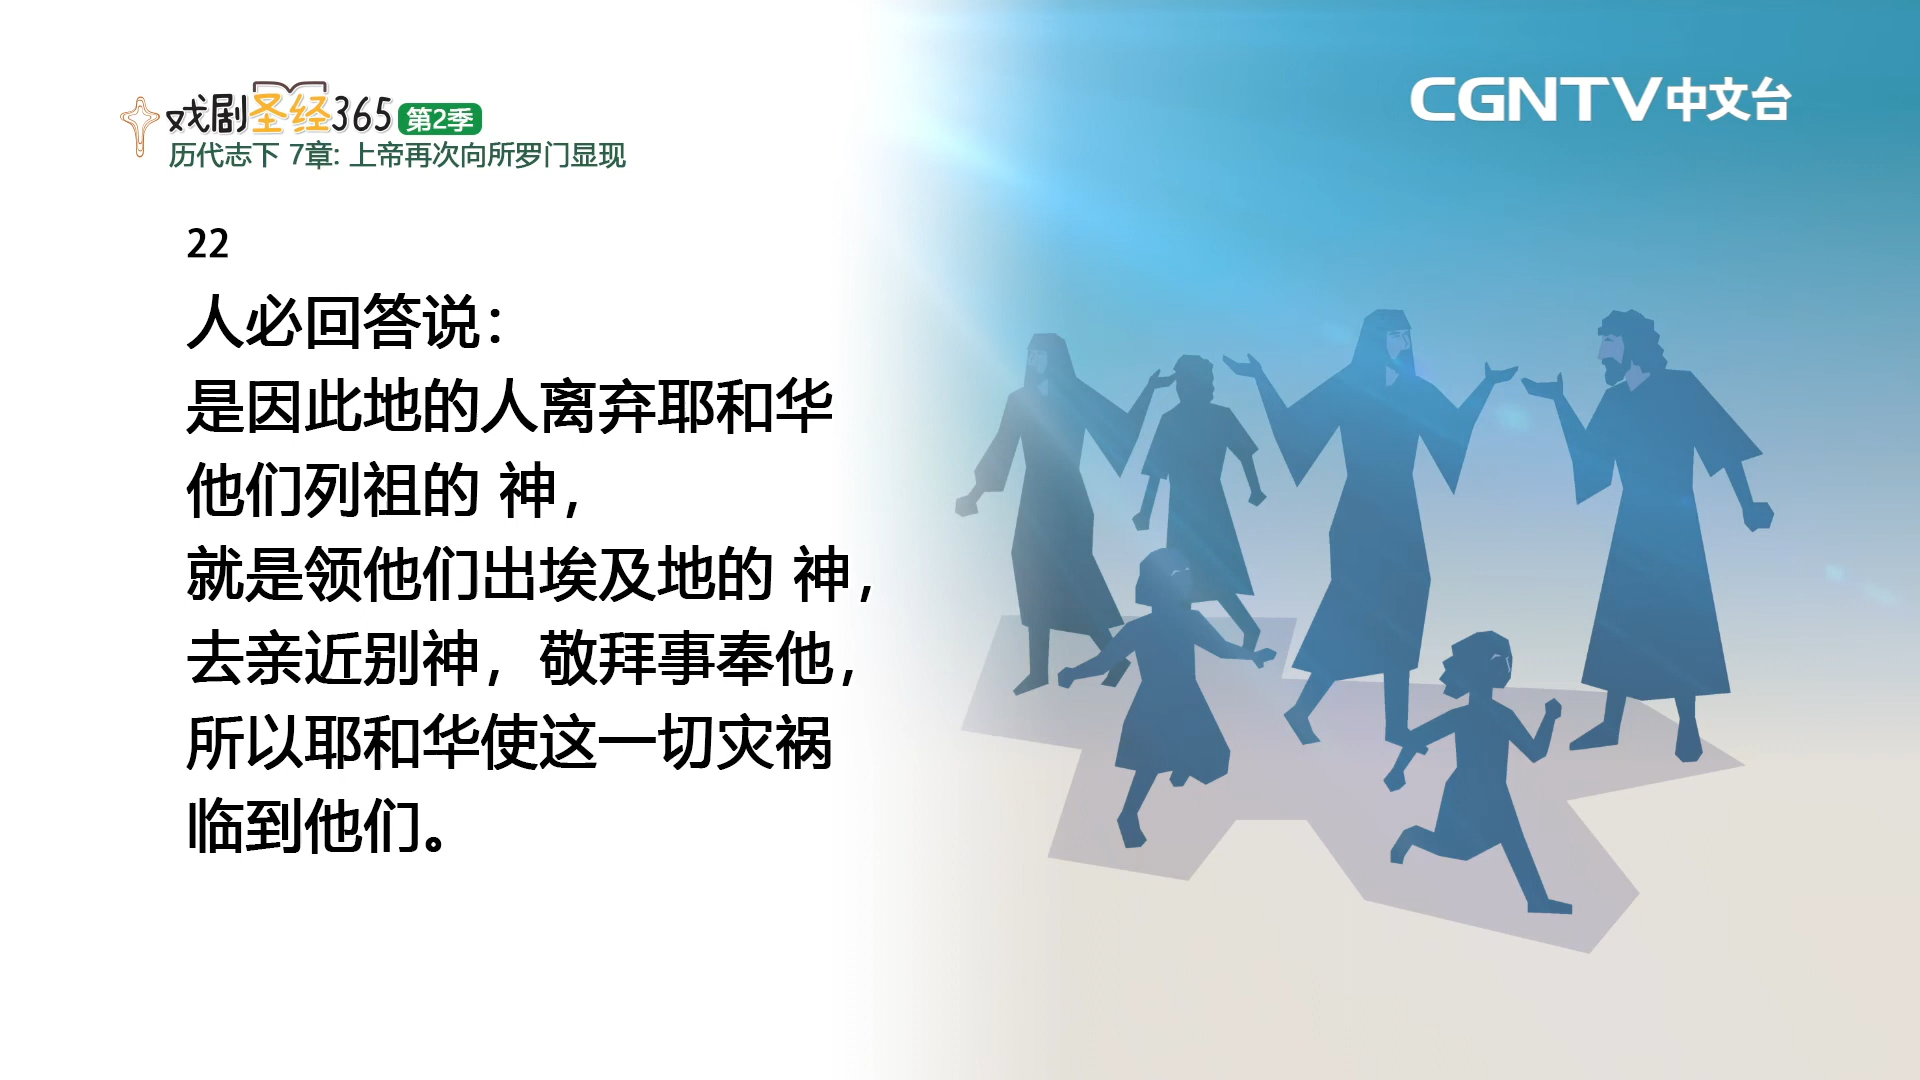 戏剧圣经365 第2季
CGNTV中文台
历代志下 7章: 上帝再次向所罗门显现
22
人必回答说：
是因此地的人离弃耶和华
他们列祖的 神，
就是领他们出埃及地的 神，
去亲近别神，敬拜事奉他，
所以耶和华使这一切灾祸
临到他们。